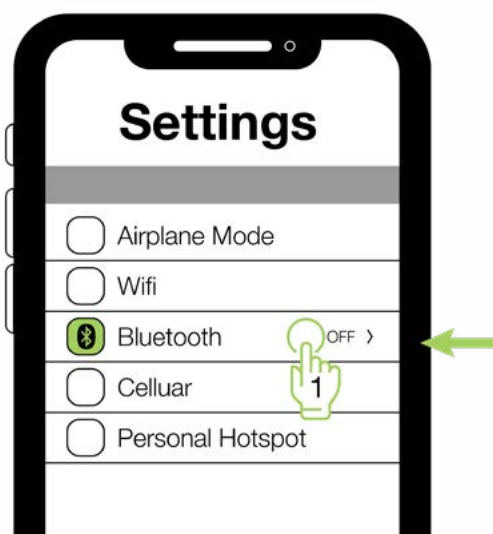 Settings
Airplane Mode
Wifi
Bluetooth OFF >
Celluar 1
Personal Hotspot